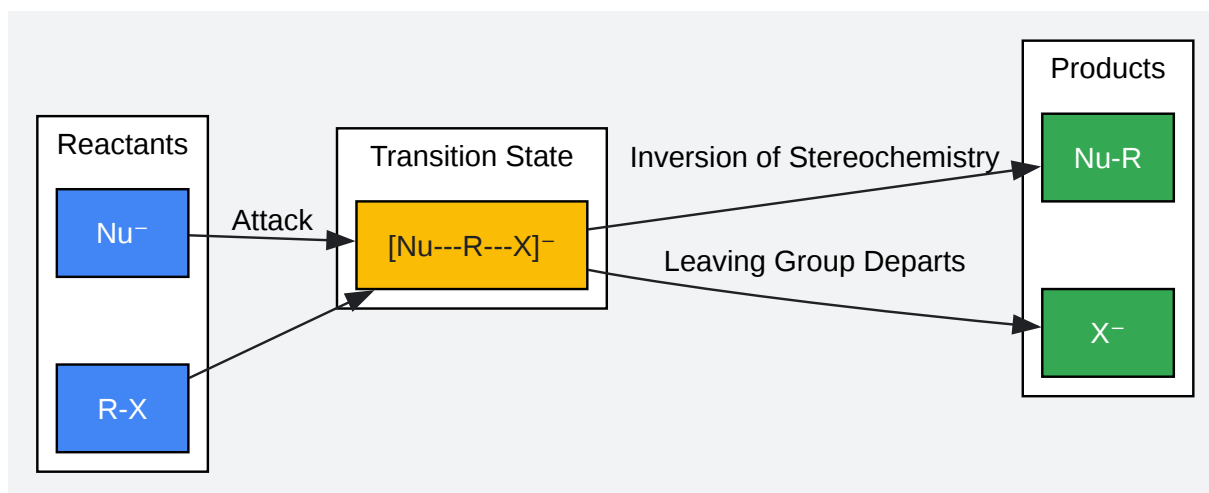 Reactants
Nu⁻
R-X
Attack
Transition State
[Nu---R---X]⁻
Inversion of Stereochemistry
Leaving Group Departs
Products
Nu-R
X⁻